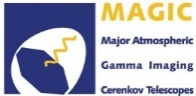 MAGIC
Major Atmospheric
Gamma Imaging
Cerenkov Telescopes